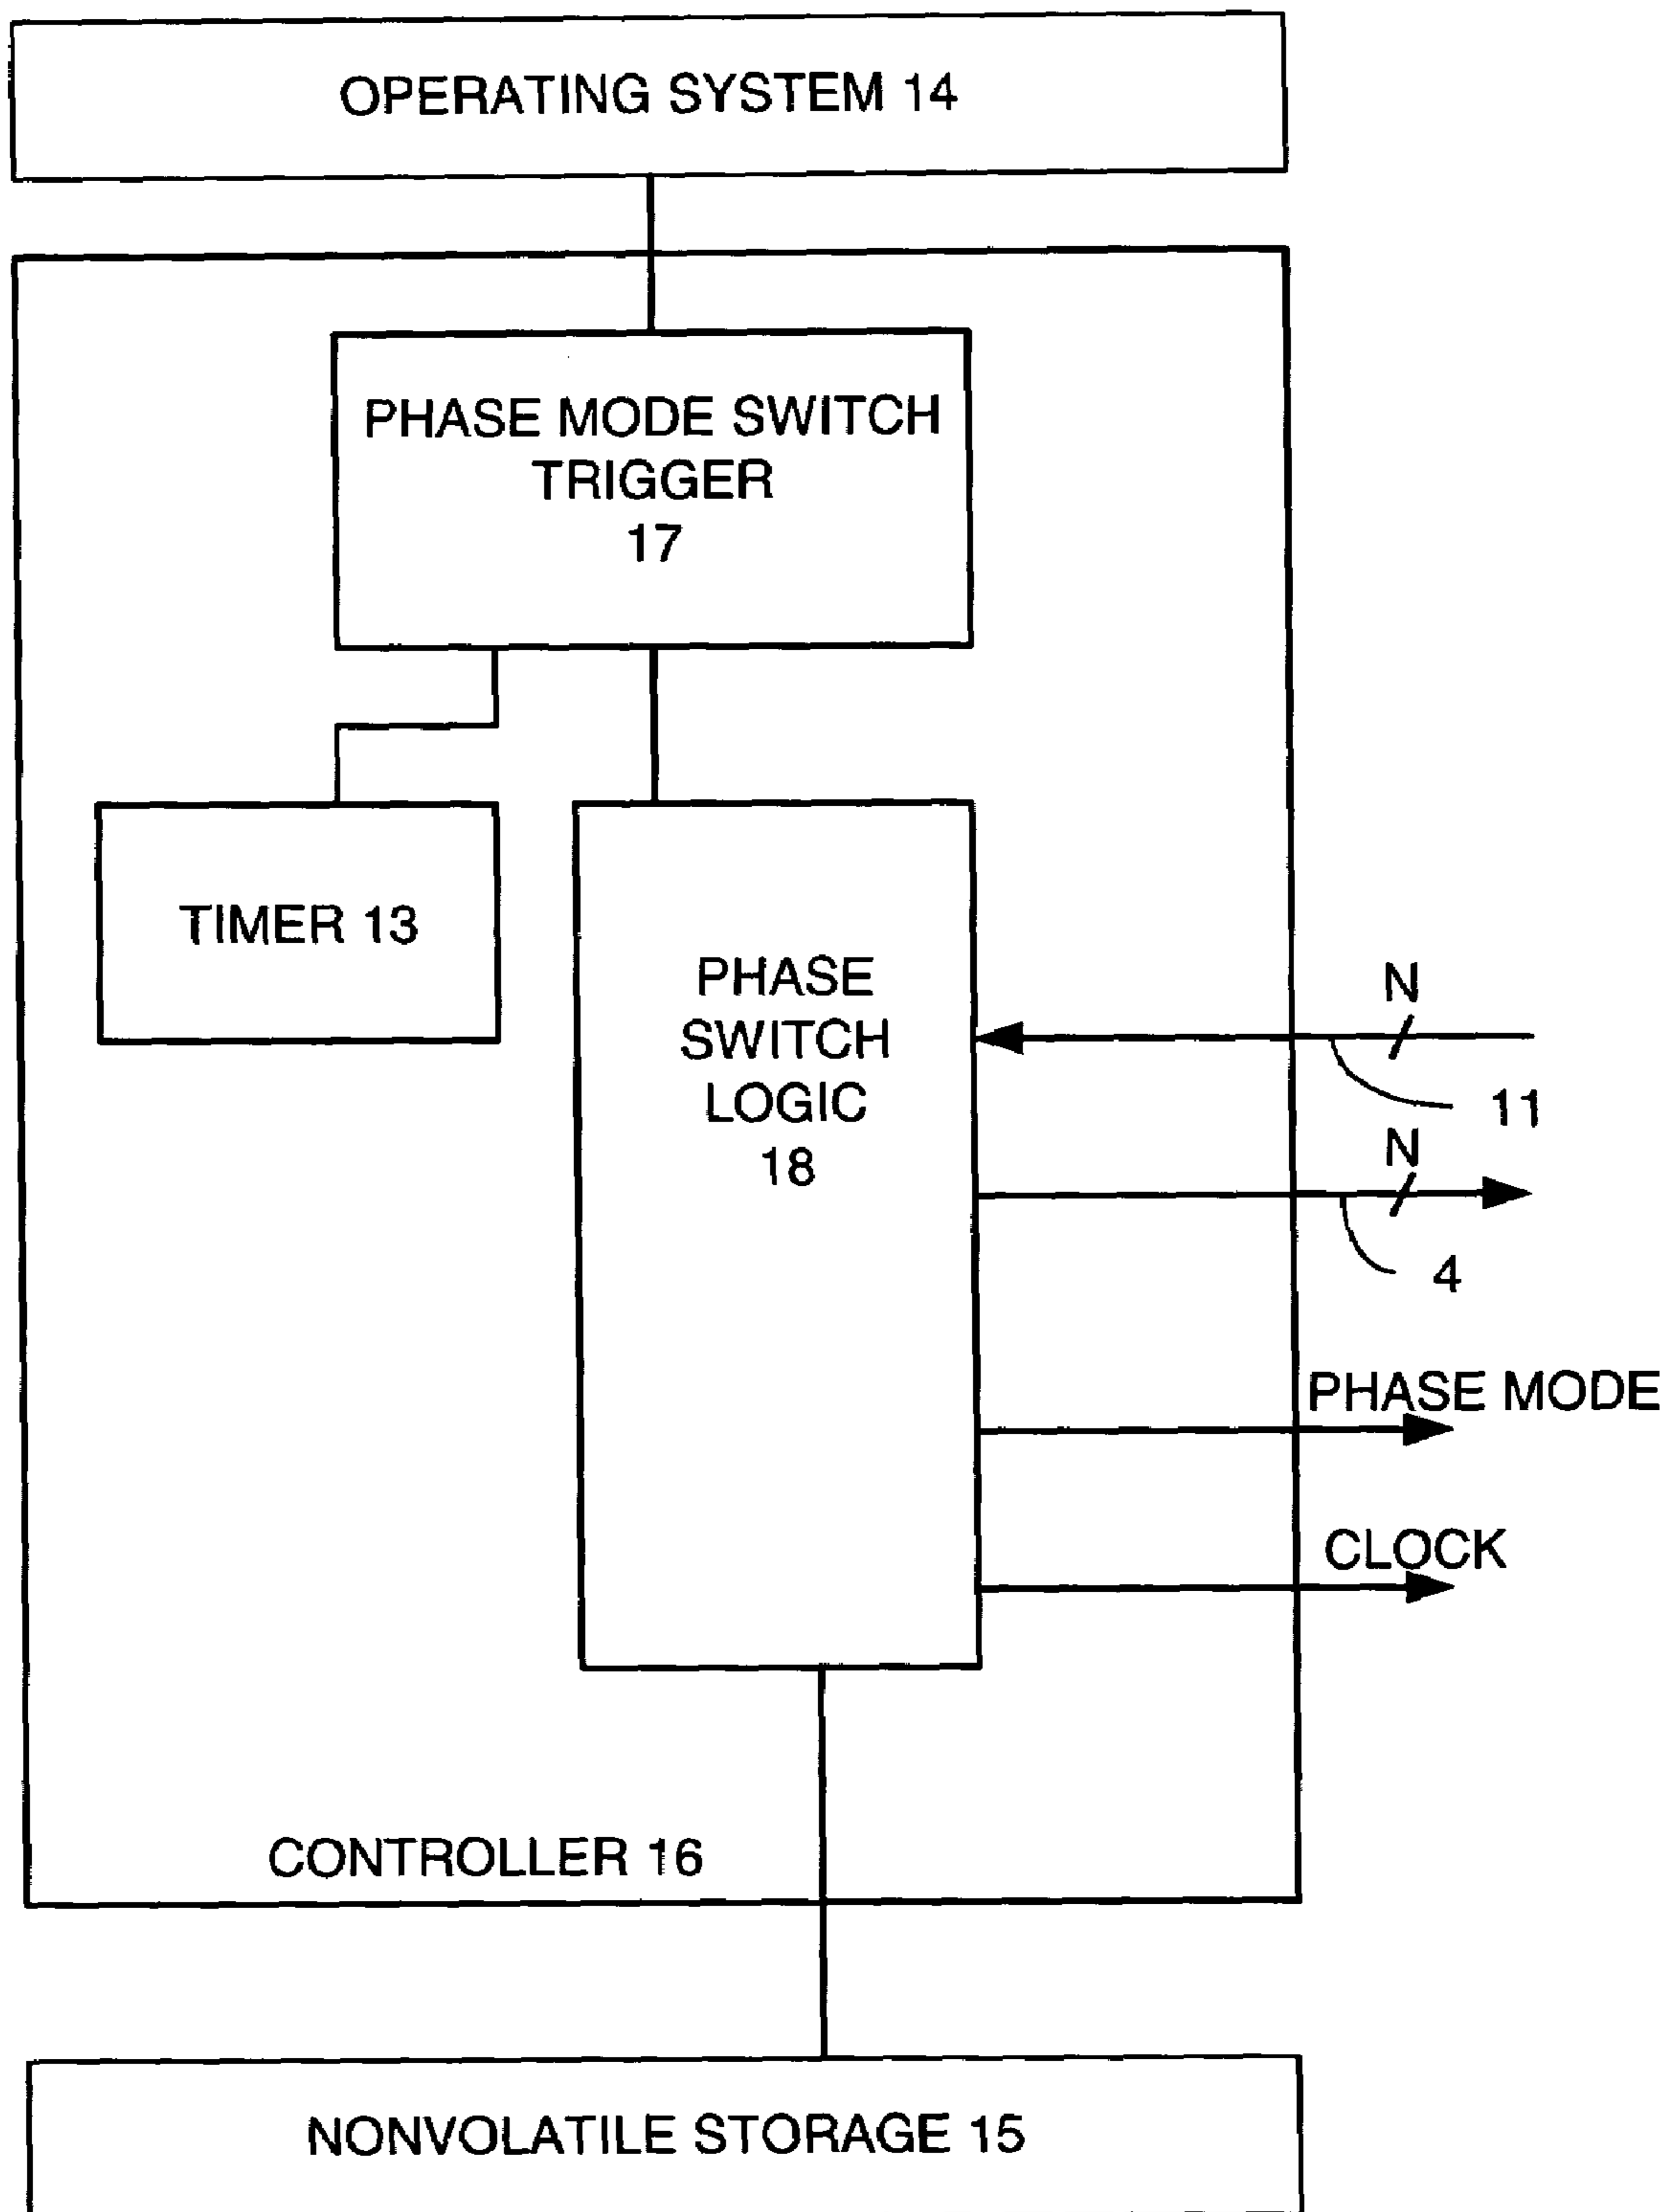 OPERATING SYSTEM 14
PHASE MODE SWITCH
TRIGGER
17
TIMER 13
PHASE
SWITCH
LOGIC
18
N
11
N
4
PHASE MODE
CLOCK
CONTROLLER 16
NONVOLATILE STORAGE 15